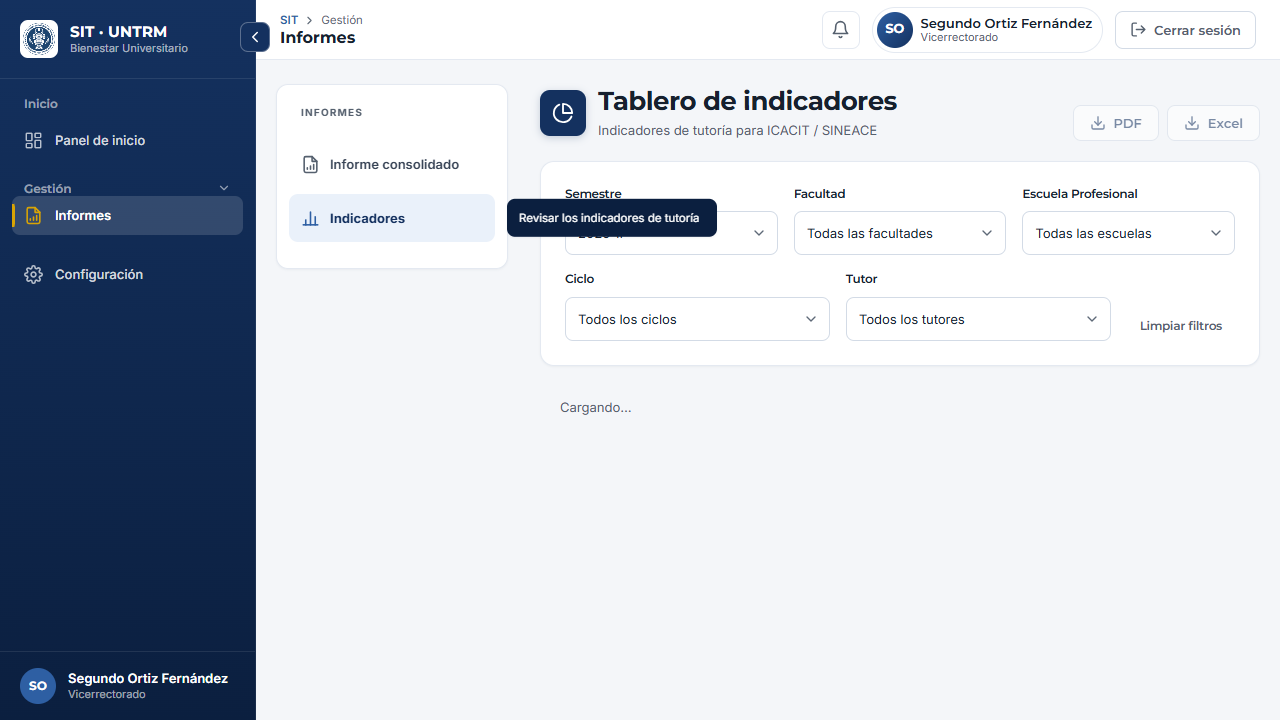 SIT · UNTRM
Bienestar Universitario
Inicio
Panel de inicio
Gestión
Informes
Configuración
Segundo Ortiz Fernández
Vicerrectorado
SO
SIT > Gestión
Informes
SO
Segundo Ortiz Fernández
Vicerrectorado
Cerrar sesión
INFORMES
Informe consolidado
Indicadores
Revisar los indicadores de tutoría
Tablero de indicadores
Indicadores de tutoría para ICACIT / SINEACE
PDF
Excel
Semestre
Facultad
Todas las facultades
Escuela Profesional
Todas las escuelas
Ciclo
Todos los ciclos
Tutor
Todos los tutores
Limpiar filtros
Cargando...